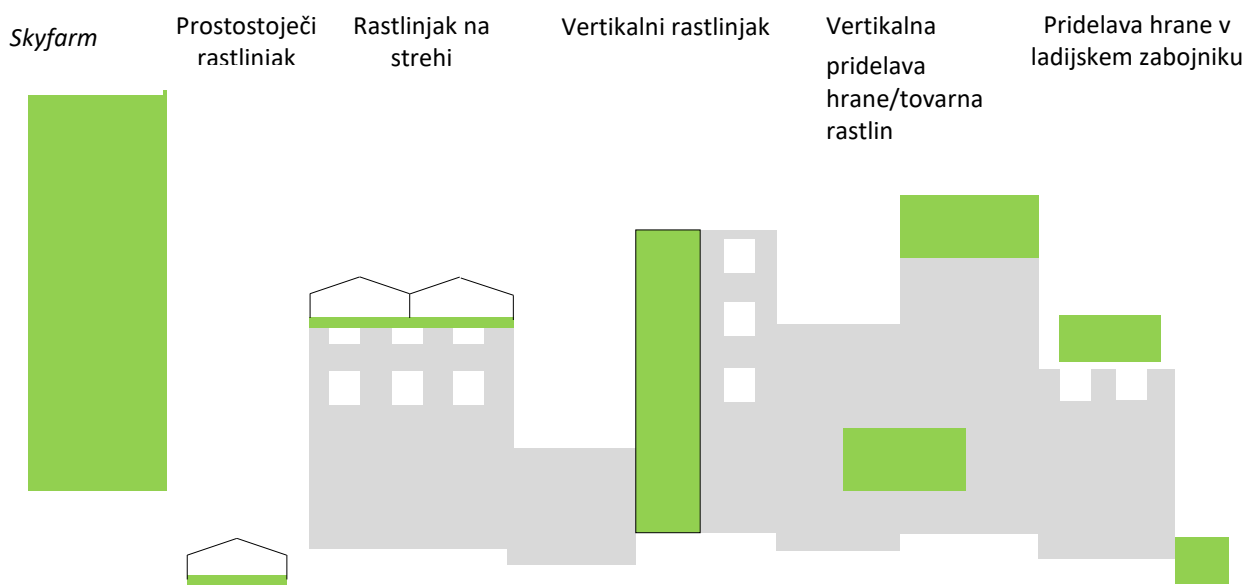 Skyfarm
Prostostoječi
rastlinjak
Rastlinjak na
strehi
Vertikalni rastlinjak
Vertikalna
pridelava
hrane/tovarna
rastlin
Pridelava hrane v
ladijskem zabojniku